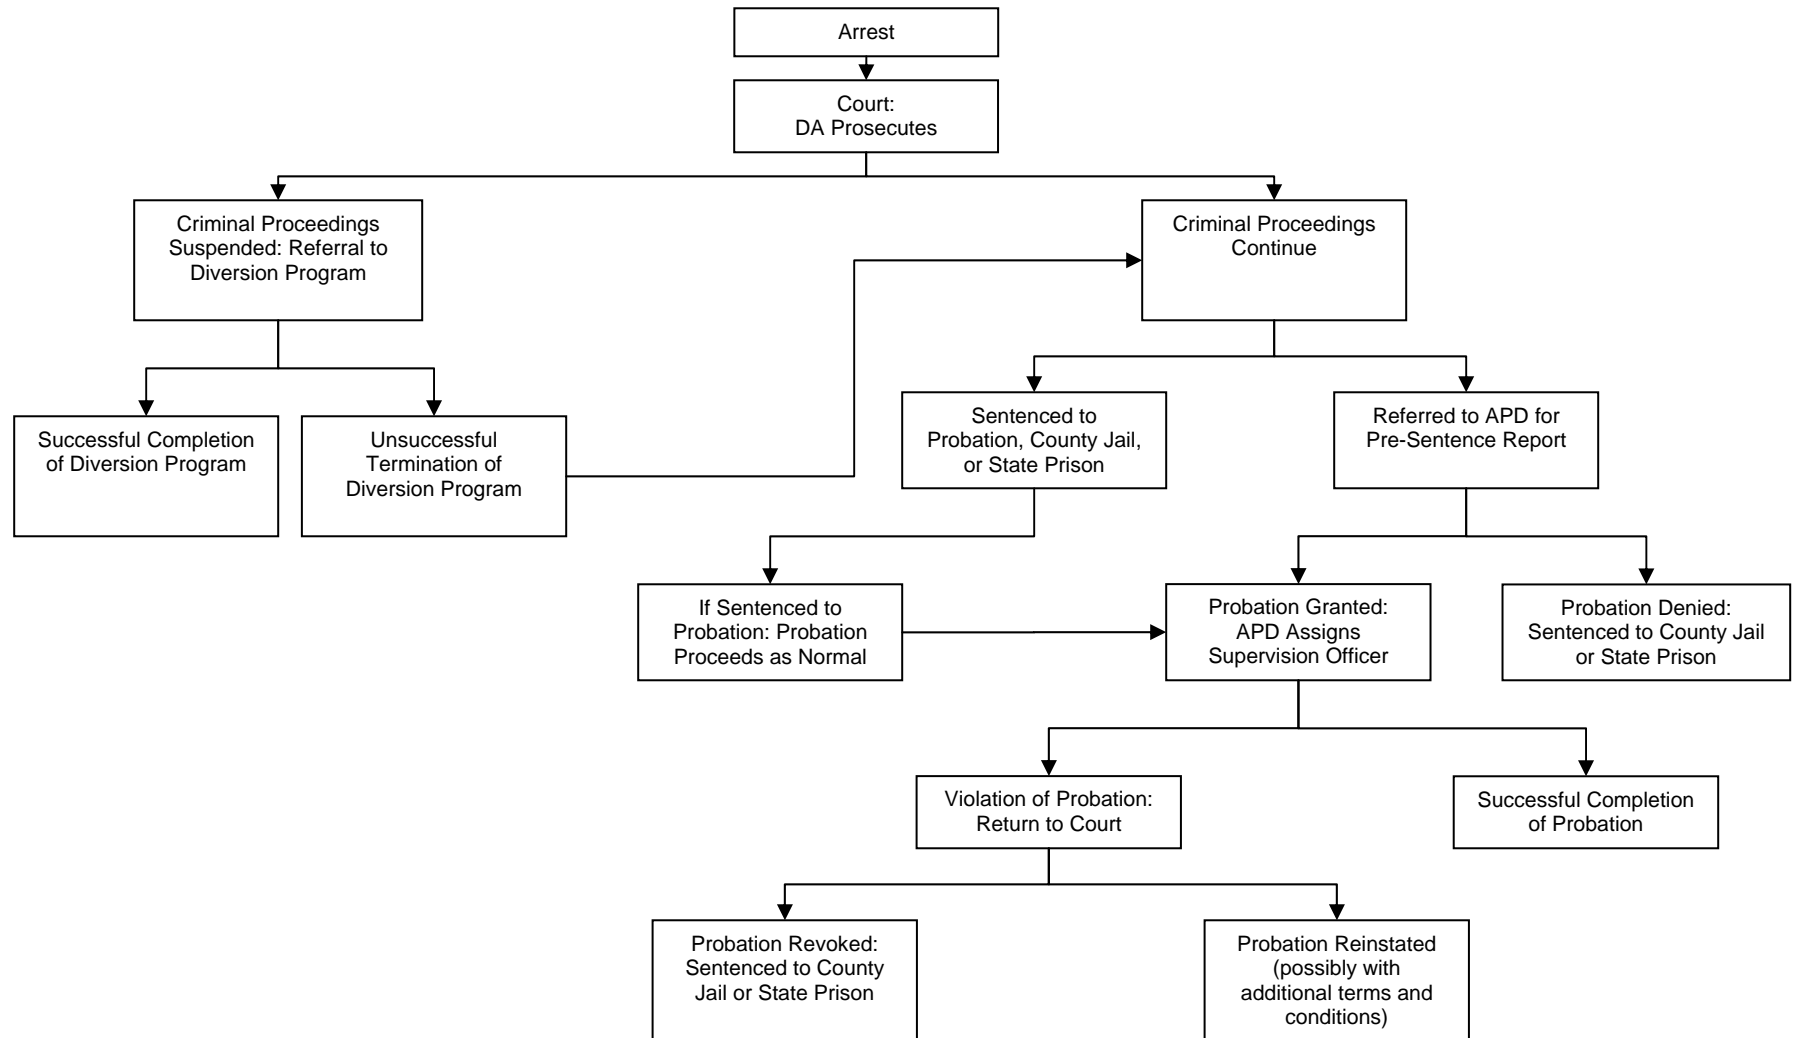 Arrest
Court:
DA Prosecutes
Criminal Proceedings
Suspended: Referral to
Diversion Program
Criminal Proceedings
Continue
Successful Completion
of Diversion Program
Unsuccessful
Termination of
Diversion Program
Sentenced to
Probation, County Jail,
or State Prison
Referred to APD for
Pre-Sentence Report
If Sentenced to
Probation: Probation
Proceeds as Normal
Probation Granted:
APD Assigns
Supervision Officer
Probation Denied:
Sentenced to County Jail
or State Prison
Violation of Probation:
Return to Court
Successful Completion
of Probation
Probation Revoked:
Sentenced to County
Jail or State Prison
Probation Reinstated
(possibly with
additional terms and
conditions)